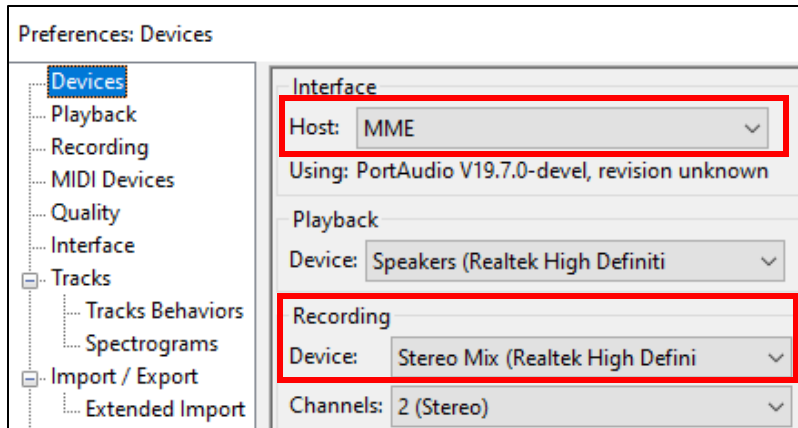 Preferences: Devices
Devices
Playback
Recording
MIDI Devices
Quality
Interface
Tracks
Tracks Behaviors
Spectrograms
Import / Export
Extended Import
Interface
Host: MME
Using: PortAudio V19.7.0-devel, revision unknown
Playback
Device: Speakers (Realtek High Definiti
Recording
Device: Stereo Mix (Realtek High Defini
Channels: 2 (Stereo)